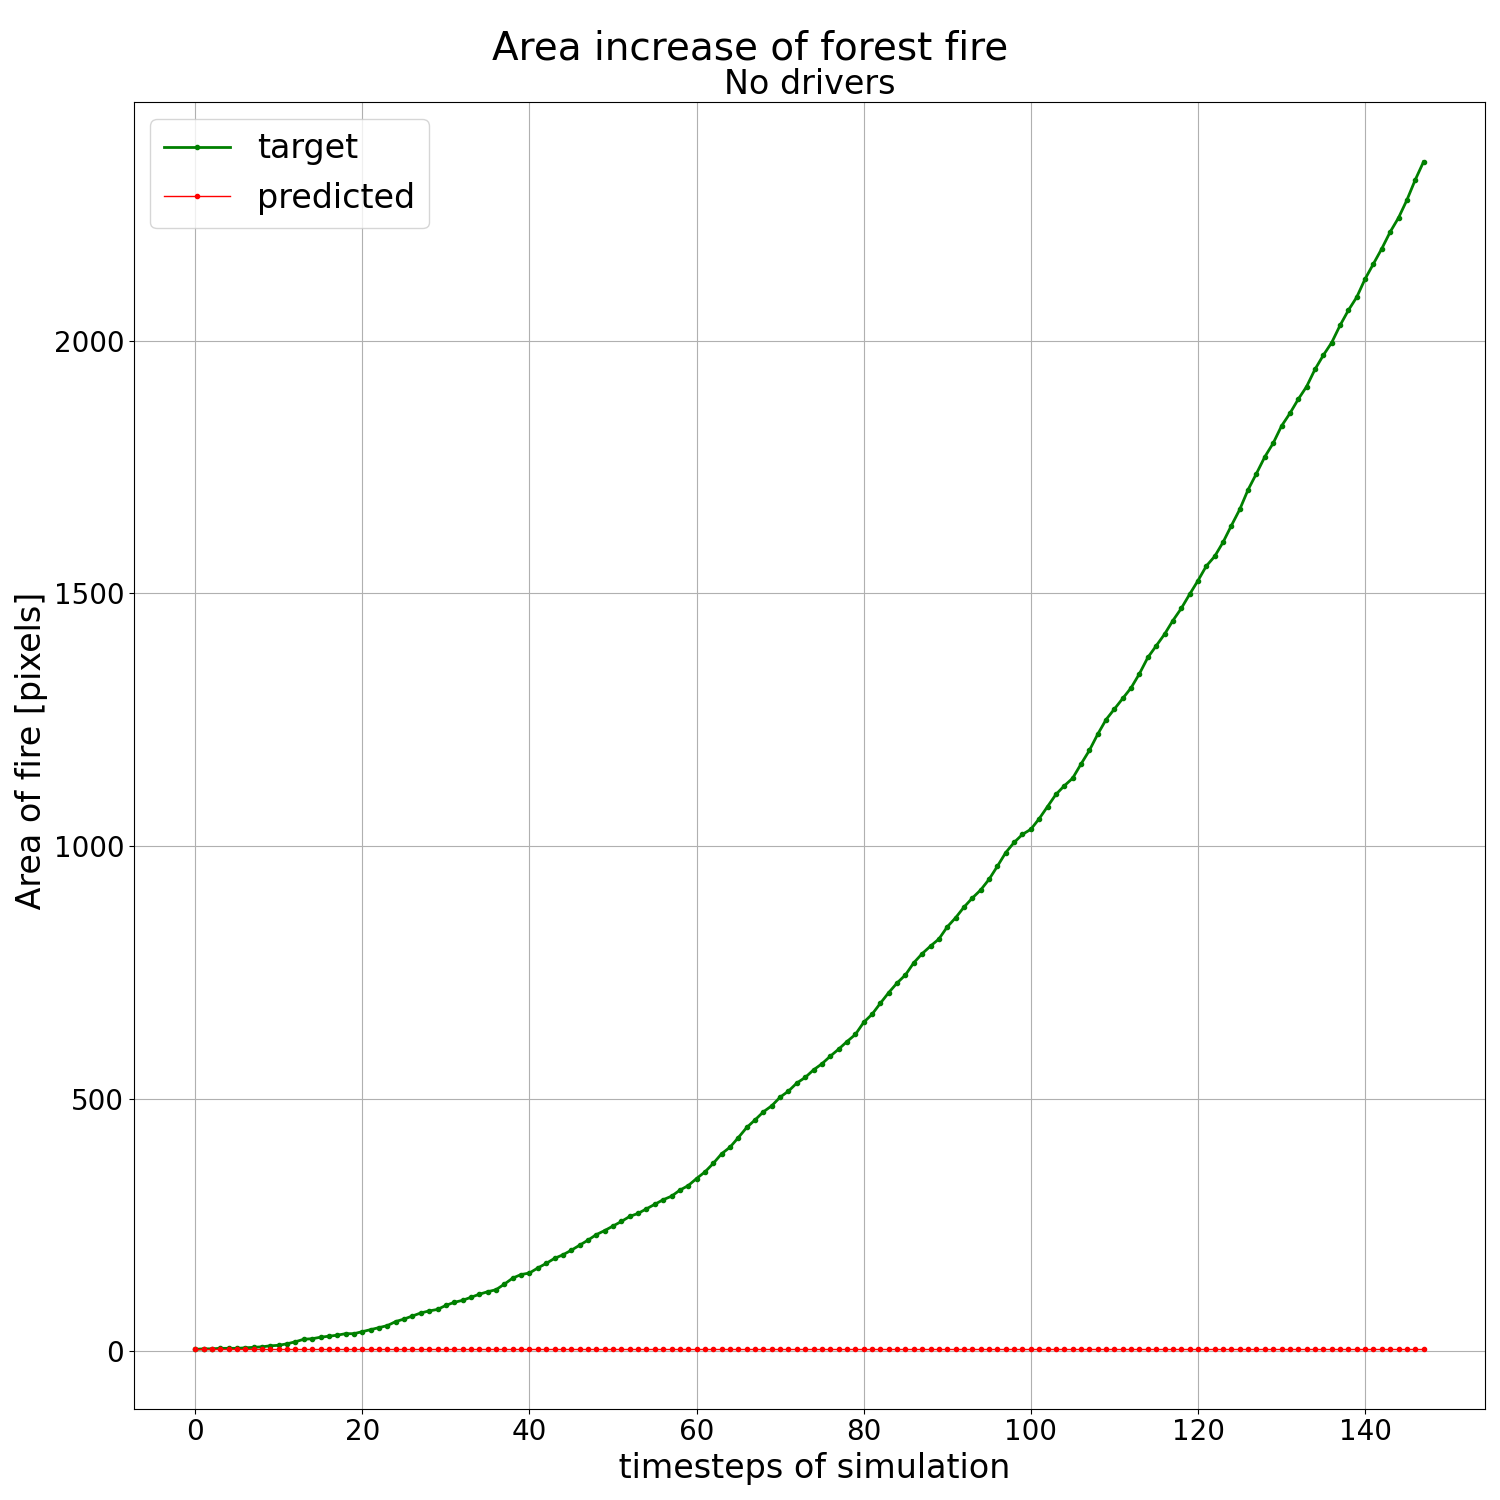 Area increase of forest fire
No drivers
target
predicted
Area of fire [pixels]
2000
1500
1000
500
0
0 20 40 60 80 100 120 140
timesteps of simulation